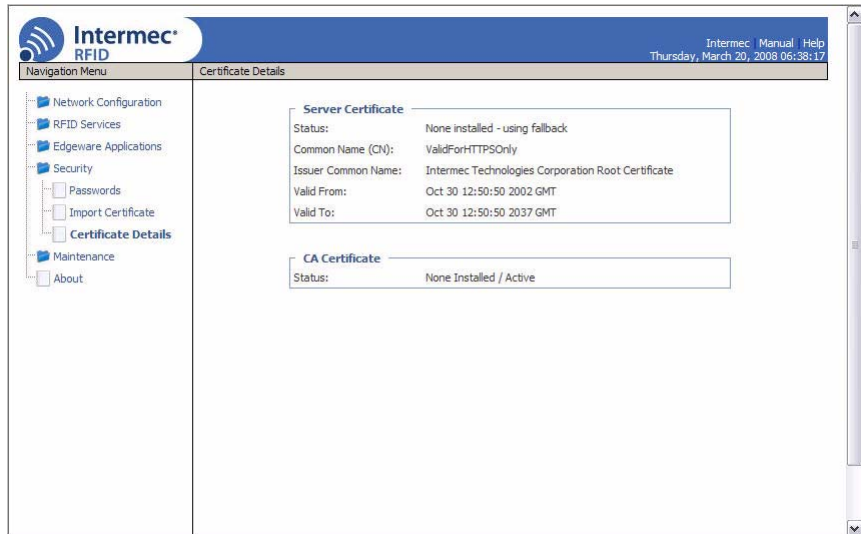 Intermec®
RFID
Intermec | Manual | Help
Thursday, March 20, 2008 06:38:17
Navigation Menu
Certificate Details
Network Configuration
RFID Services
Edgeware Applications
Security
Passwords
Import Certificate
Certificate Details
Maintenance
About
Server Certificate
Status: None installed - using fallback
Common Name (CN): ValidForHTTPSOnly
Issuer Common Name: Intermec Technologies Corporation Root Certificate
Valid From: Oct 30 12:50:50 2002 GMT
Valid To: Oct 30 12:50:50 2037 GMT
CA Certificate
Status: None Installed / Active